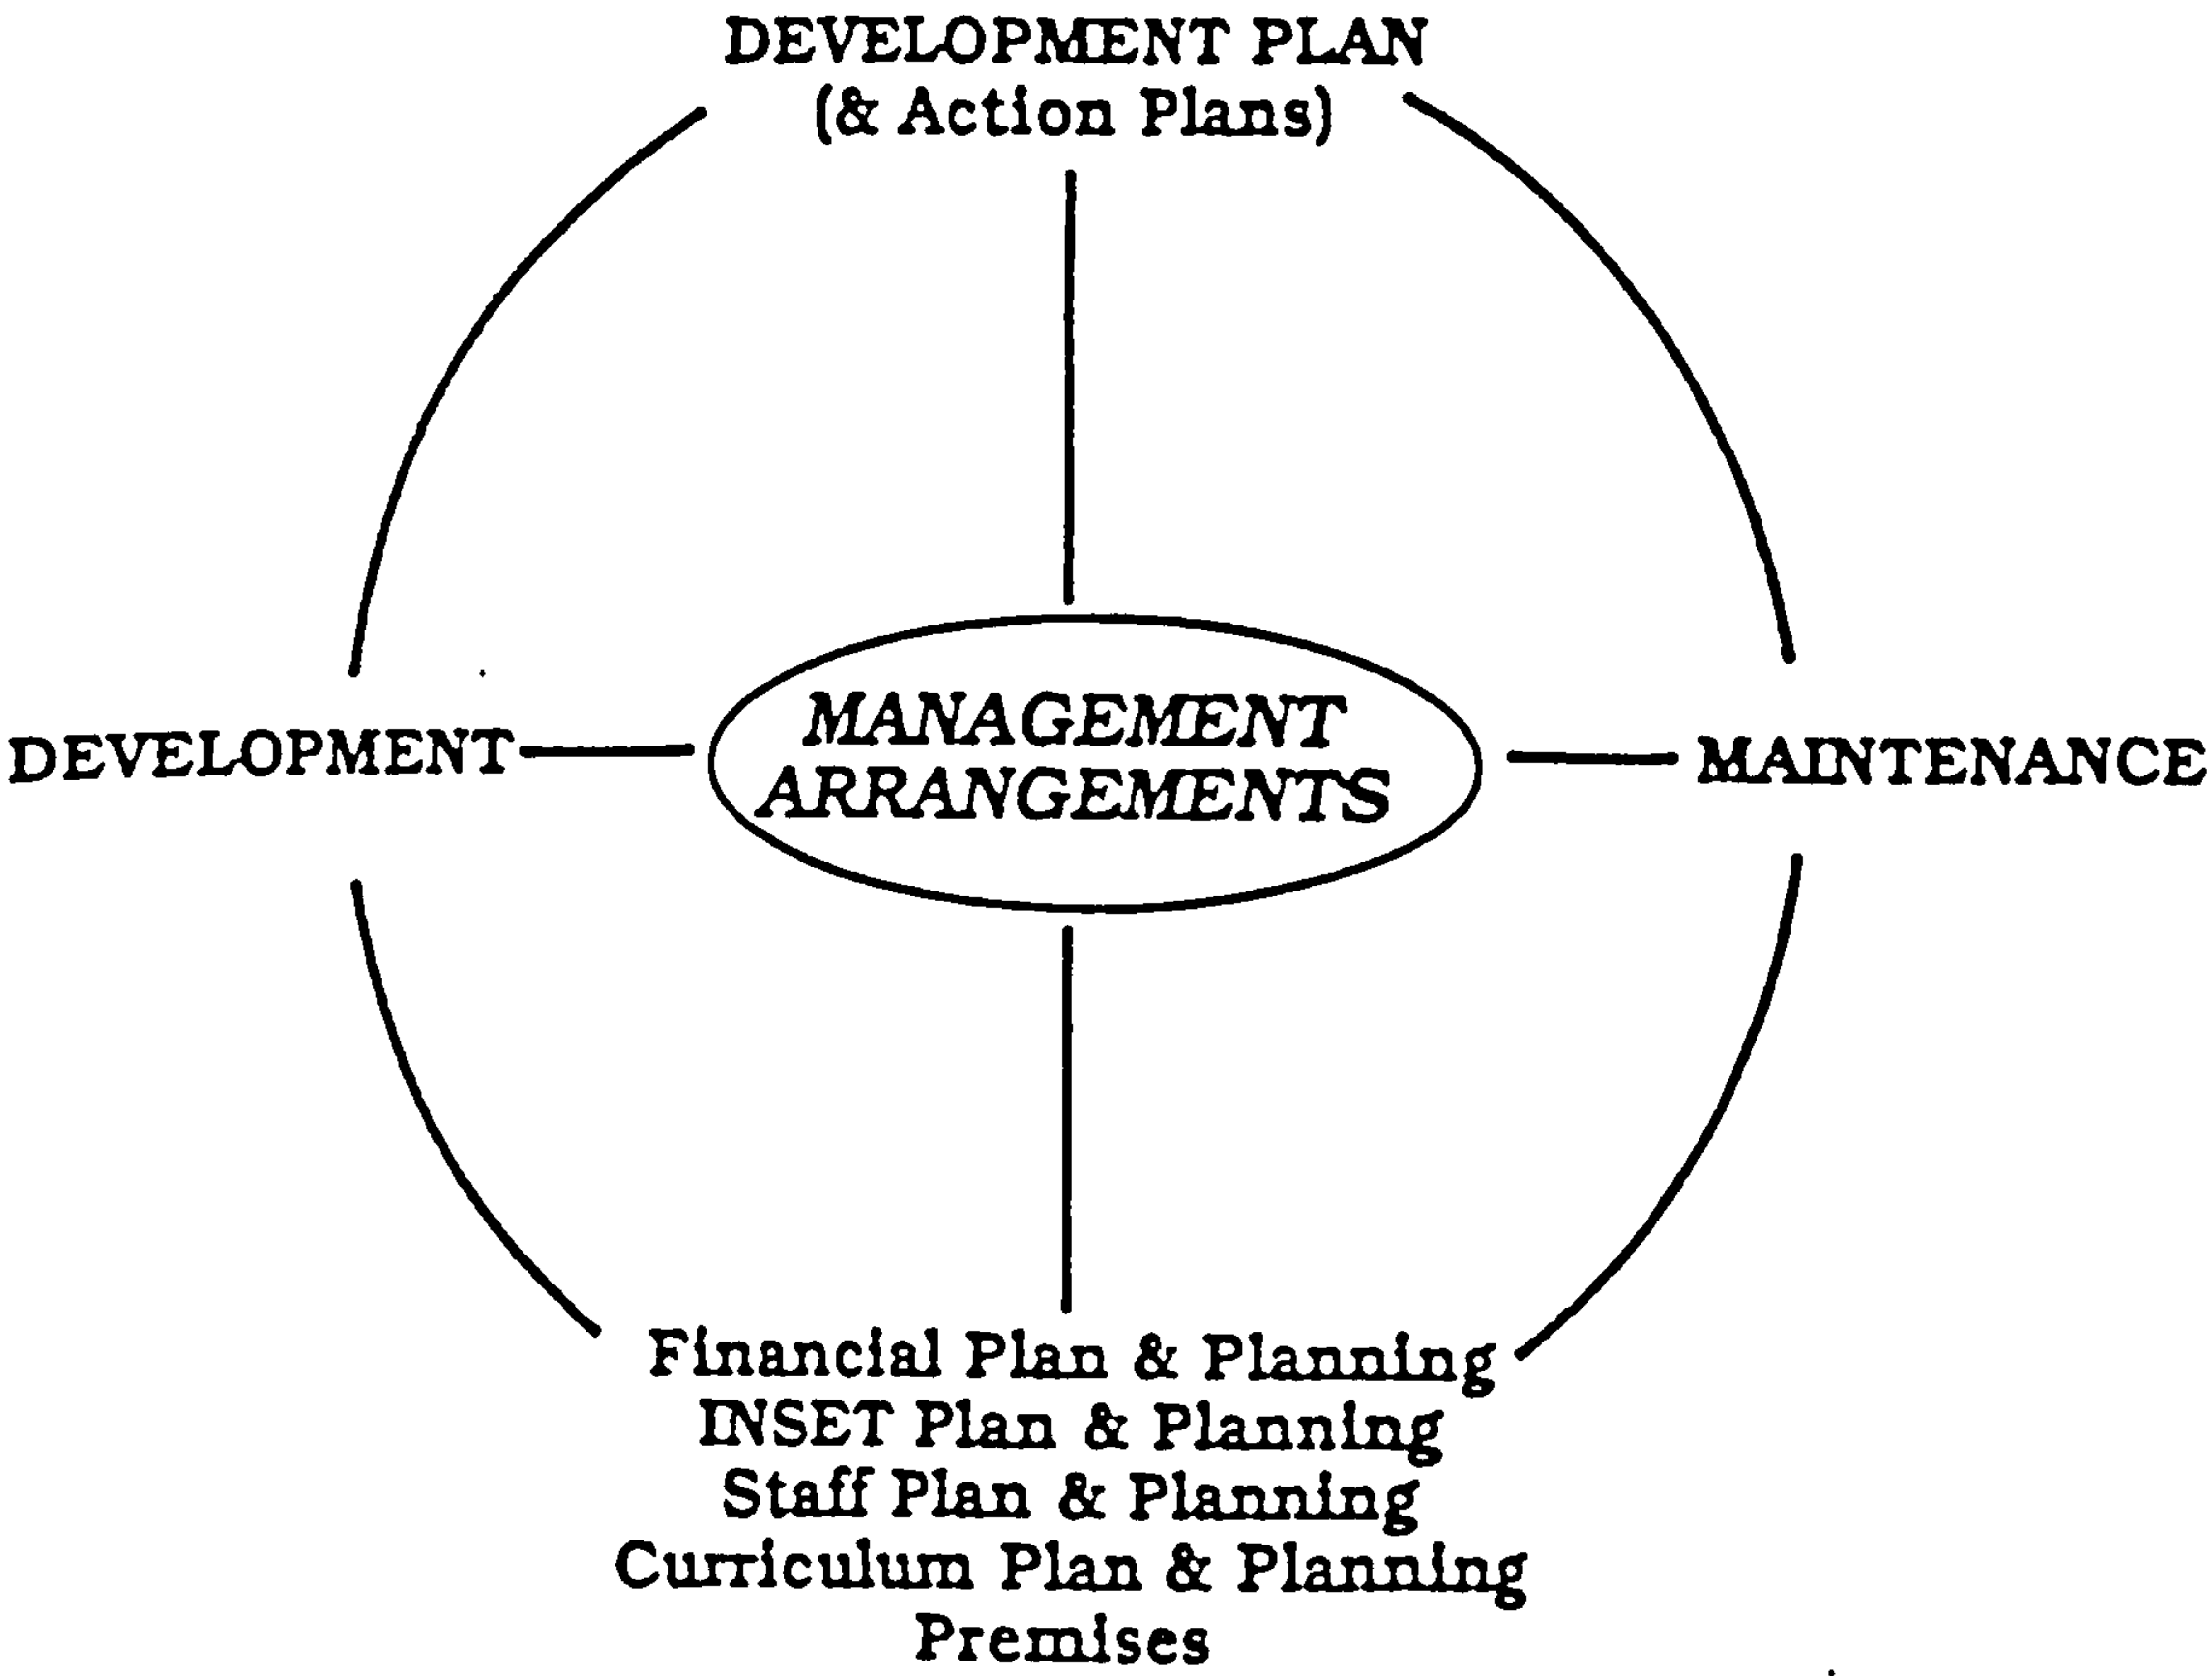 DEVELOPMENT PLAN
(& Action Plans)
MANAGEMENT
ARRANGEMENTS
DEVELOPMENT
MAINTENANCE
Financial Plan & Planning
INSET Plan & Planning
Staff Plan & Planning
Curriculum Plan & Planning
Premises